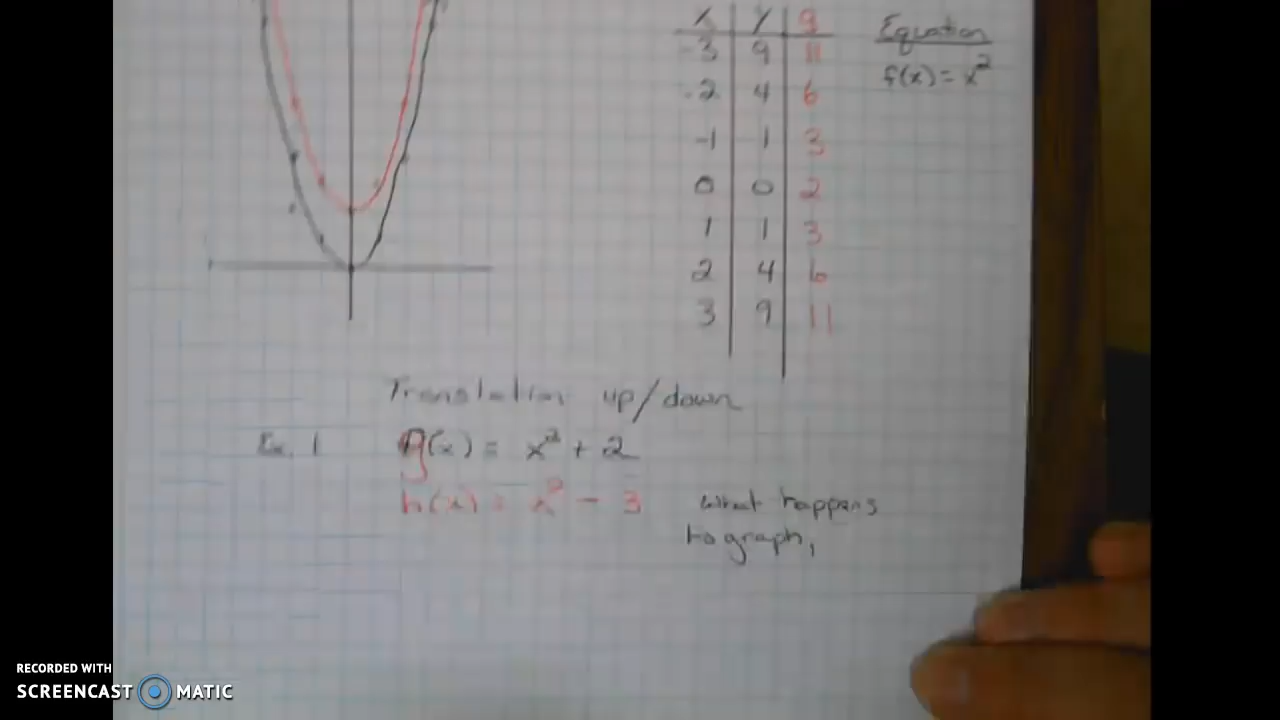 x y g
-3 9 11
-2 4 6
-1 1 3
0 0 2
1 1 3
2 4 6
3 9 11
Equation
f(x) = x²
Translation up/down
Ex. 1 g(x) = x² + 2
h(x) = x² - 3
what happens
to graph,
RECORDED WITH
SCREENCAST MATIC